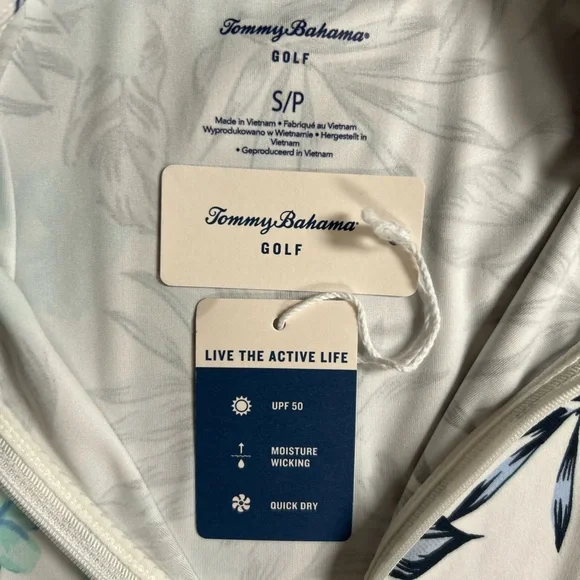 Tommy Bahama®
GOLF
S/P
Made in Vietnam • Fabriqué au Vietnam
Wyprodukowano w Wietnamie • Hergestellt in
Vietnam
• Geproduceerd in Vietnam
Tommy Bahama®
GOLF
LIVE THE ACTIVE LIFE
UPF 50
MOISTURE
WICKING
QUICK DRY